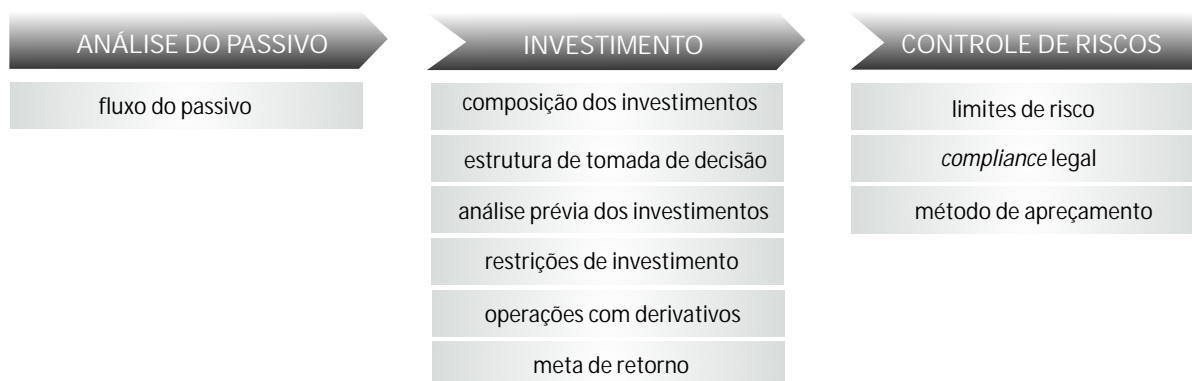 ANÁLISE DO PASSIVO
fluxo do passivo
INVESTIMENTO
composição dos investimentos
estrutura de tomada de decisão
análise prévia dos investimentos
restrições de investimento
operações com derivativos
meta de retorno
CONTROLE DE RISCOS
limites de risco
compliance legal
método de apreçamento